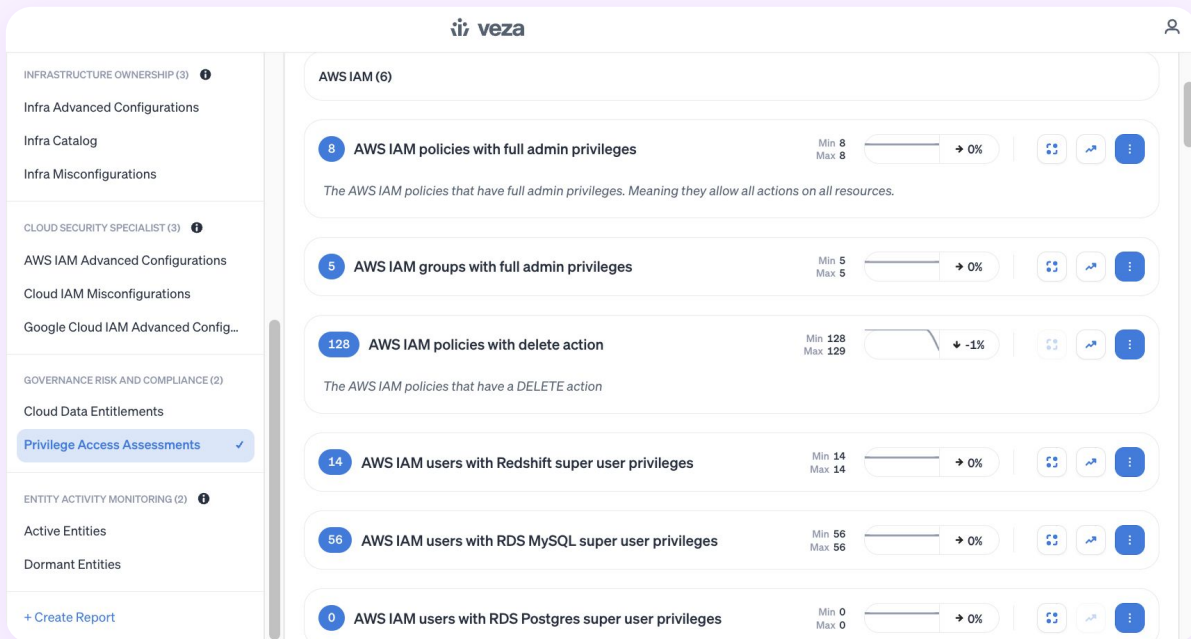 veza
INFRASTRUCTURE OWNERSHIP (3)
Infra Advanced Configurations
Infra Catalog
Infra Misconfigurations
CLOUD SECURITY SPECIALIST (3)
AWS IAM Advanced Configurations
Cloud IAM Misconfigurations
Google Cloud IAM Advanced Config...
GOVERNANCE RISK AND COMPLIANCE (2)
Cloud Data Entitlements
Privilege Access Assessments
ENTITY ACTIVITY MONITORING (2)
Active Entities
Dormant Entities
+ Create Report
AWS IAM (6)
8 AWS IAM policies with full admin privileges Min 8 Max 8 → 0%
The AWS IAM policies that have full admin privileges. Meaning they allow all actions on all resources.
5 AWS IAM groups with full admin privileges Min 5 Max 5 → 0%
128 AWS IAM policies with delete action Min 128 Max 129 ↓ -1%
The AWS IAM policies that have a DELETE action
14 AWS IAM users with Redshift super user privileges Min 14 Max 14 → 0%
56 AWS IAM users with RDS MySQL super user privileges Min 56 Max 56 → 0%
0 AWS IAM users with RDS Postgres super user privileges Min 0 Max 0 → 0%